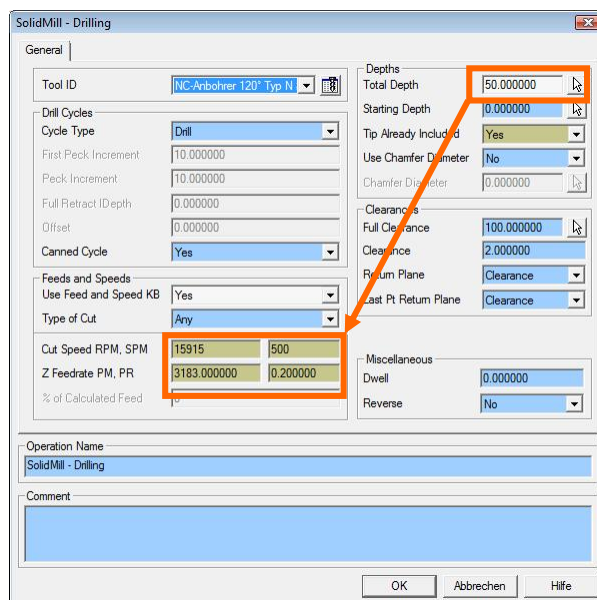 SolidMill - Drilling
General
Tool ID
NC-Anbohrer 120° Typ N
Drill Cycles
Cycle Type
Drill
First Peck Increment
10.000000
Peck Increment
10.000000
Full Retract IDepth
0.000000
Offset
0.000000
Canned Cycle
Yes
Feeds and Speeds
Use Feed and Speed KB
Yes
Type of Cut
Any
Cut Speed RPM, SPM
15915
500
Z Feedrate PM, PR
3183.000000
0.200000
% of Calculated Feed
Depths
Total Depth
50.000000
Starting Depth
0.000000
Tip Already Included
Yes
Use Chamfer Diameter
No
Chamfer Diameter
0.000000
Clearances
Full Clearance
100.000000
Clearance
2.000000
Return Plane
Clearance
Last Pt Return Plane
Clearance
Miscellaneous
Dwell
0.000000
Reverse
No
Operation Name
SolidMill - Drilling
Comment
OK
Abbrechen
Hilfe